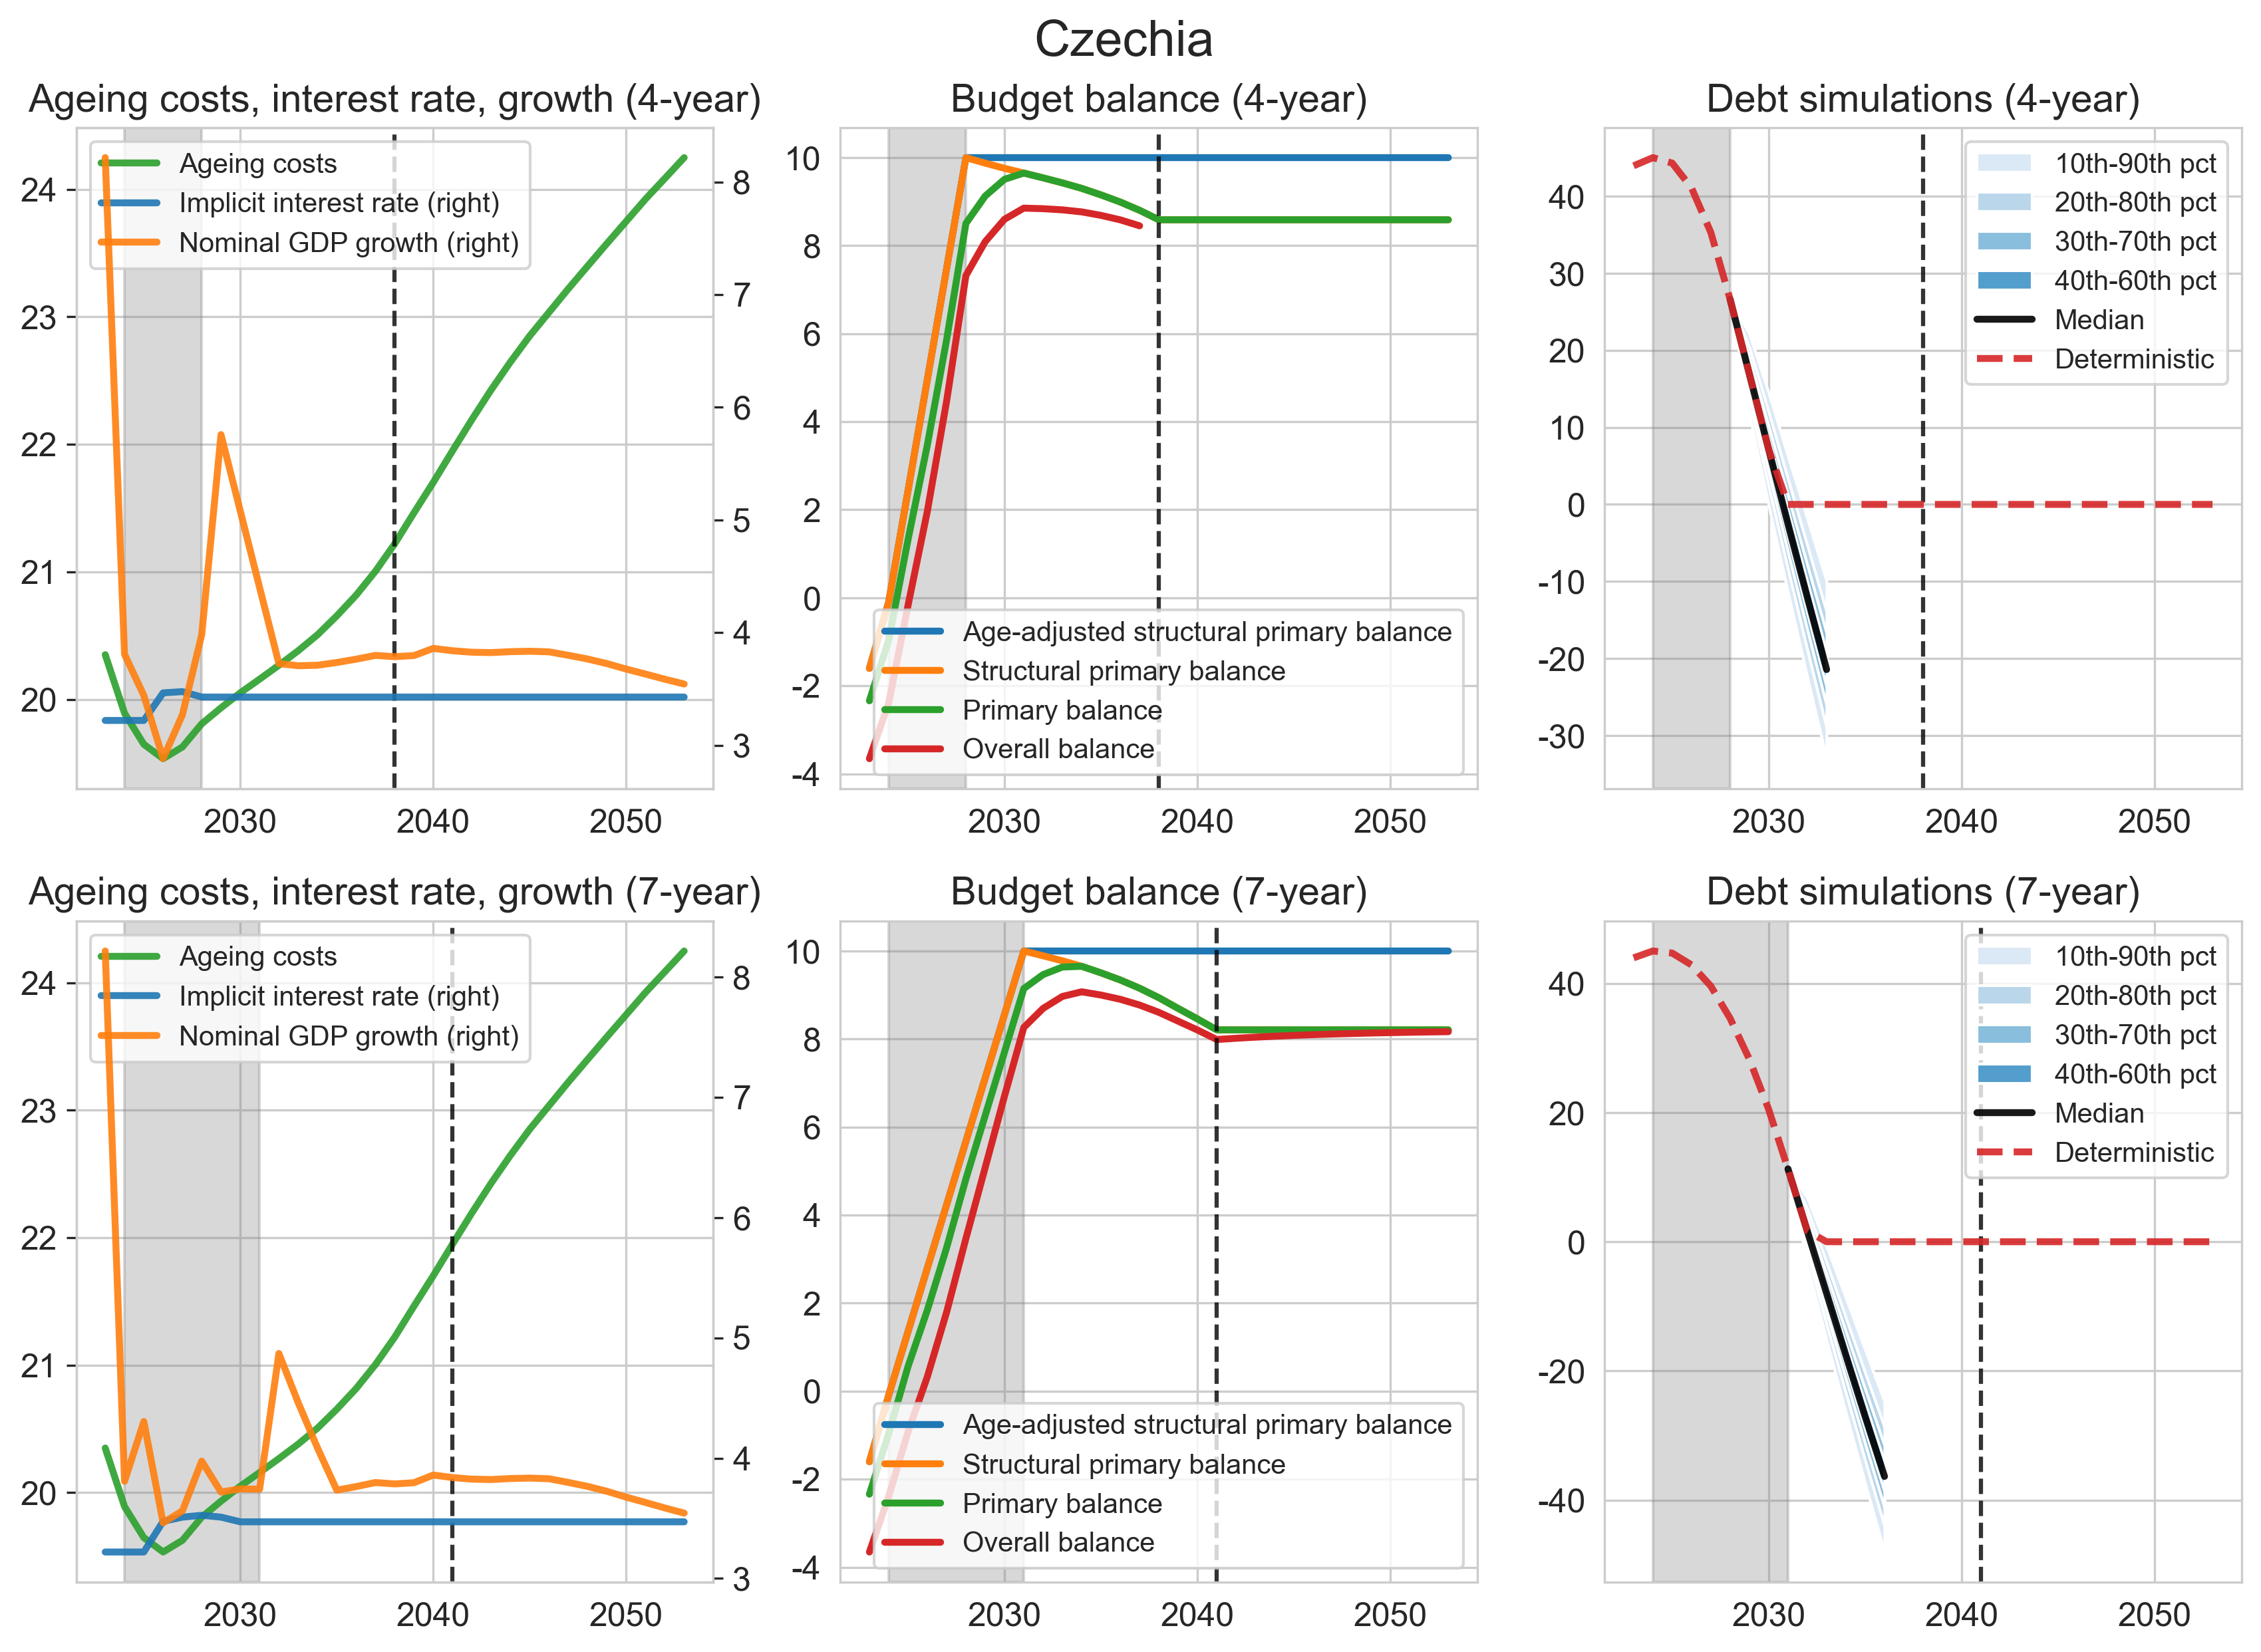 Czechia
Ageing costs, interest rate, growth (4-year)
Ageing costs
Implicit interest rate (right)
Nominal GDP growth (right)
24
23
22
21
20
8
7
6
5
4
3
2030 2040 2050
Budget balance (4-year)
10
8
6
4
2
0
-2
-4
Age-adjusted structural primary balance
Structural primary balance
Primary balance
Overall balance
2030 2040 2050
Debt simulations (4-year)
40
30
20
10
0
-10
-20
-30
10th-90th pct
20th-80th pct
30th-70th pct
40th-60th pct
Median
Deterministic
2030 2040 2050
Ageing costs, interest rate, growth (7-year)
Ageing costs
Implicit interest rate (right)
Nominal GDP growth (right)
24
23
22
21
20
8
7
6
5
4
3
2030 2040 2050
Budget balance (7-year)
10
8
6
4
2
0
-2
-4
Age-adjusted structural primary balance
Structural primary balance
Primary balance
Overall balance
2030 2040 2050
Debt simulations (7-year)
40
20
0
-20
-40
10th-90th pct
20th-80th pct
30th-70th pct
40th-60th pct
Median
Deterministic
2030 2040 2050